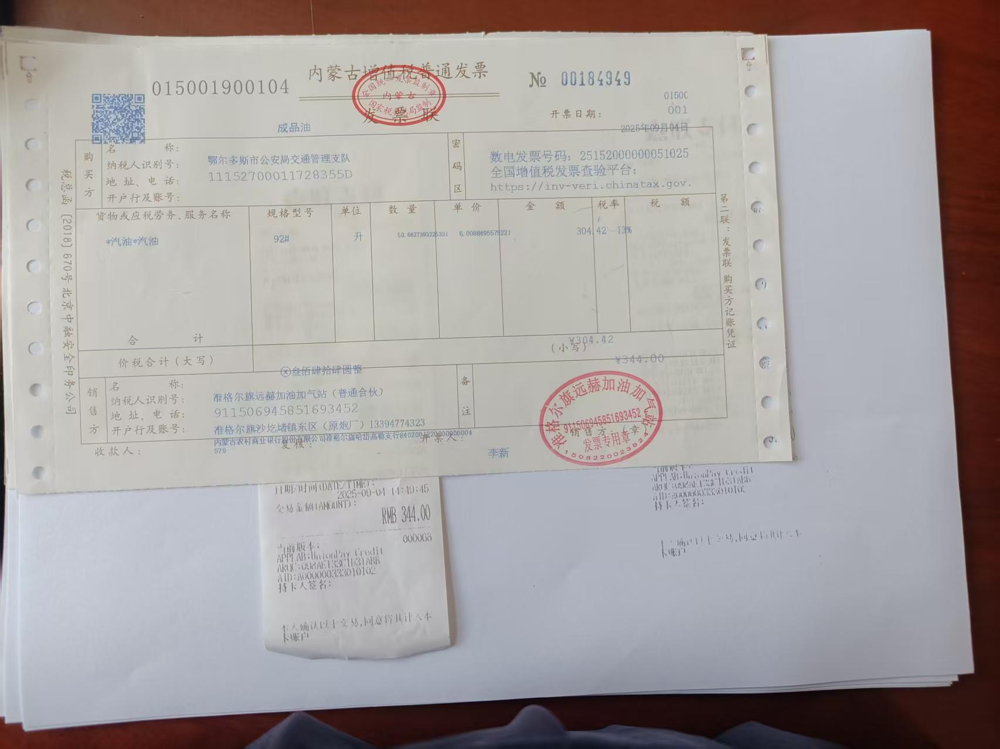 内蒙古增值税普通发票
015001900104
№ 00184949
全国统一发票监制章
内蒙古
国家税务总局监制
发票联
0150C
001
开票日期:
2025年09月04日
成品油
购买方
名 称:
鄂尔多斯市公安局交通管理支队
纳税人识别号:
11152700011728355D
地 址、电 话:
开户行及账号:
密码区
数电发票号码: 25152000000051025
全国增值税发票查验平台:
https://inv-veri.chinatax.gov.
货物或应税劳务、服务名称 规格型号 单位 数 量 单 价 金 额 税率 税 额
*汽油*汽油 92# 升 50.6627393225331 6.0088495575221 304.42 13%
合 计 ¥304.42
价税合计(大写) ⊗叁佰肆拾肆圆整 (小写) ¥344.00
销售方
名 称:
准格尔旗远赫加油加气站(普通合伙)
纳税人识别号:
911506945851693452
地 址、电 话:
准格尔旗沙圪堵镇东区(原炮厂)13394774323
开户行及账号:
内蒙古农村商业银行股份有限公司准格尔旗哈岱高勒支行8402001220000000004
579
备注
收款人:
复核:
开票人:
李新
销售方:(章)
准格尔旗远赫加油加气站
911506945851693452
发票专用章
1506220023824
税总函[2018]670号北京中融安全印务公司
第二联:发票联 购买方记账凭证
日期/时间(DATE/TIME):
2025-09-04 14:49:45
交易金额(AMOUNT):
RMB 344.00
000063
当前版本:
APPLAB:UnionPay Credit
ARQC:098AE133C1D31ABB
AID:A000000333010102
持卡人签名:
本人确认以上交易,同意将其计入本
卡账户
当前版本:
APPLAB:UnionPay Credit
ARQC:098AE133C1D31ABB
AID:A000000333010102
持卡人签名:
本人确认以上交易,同意将其计入本
卡账户